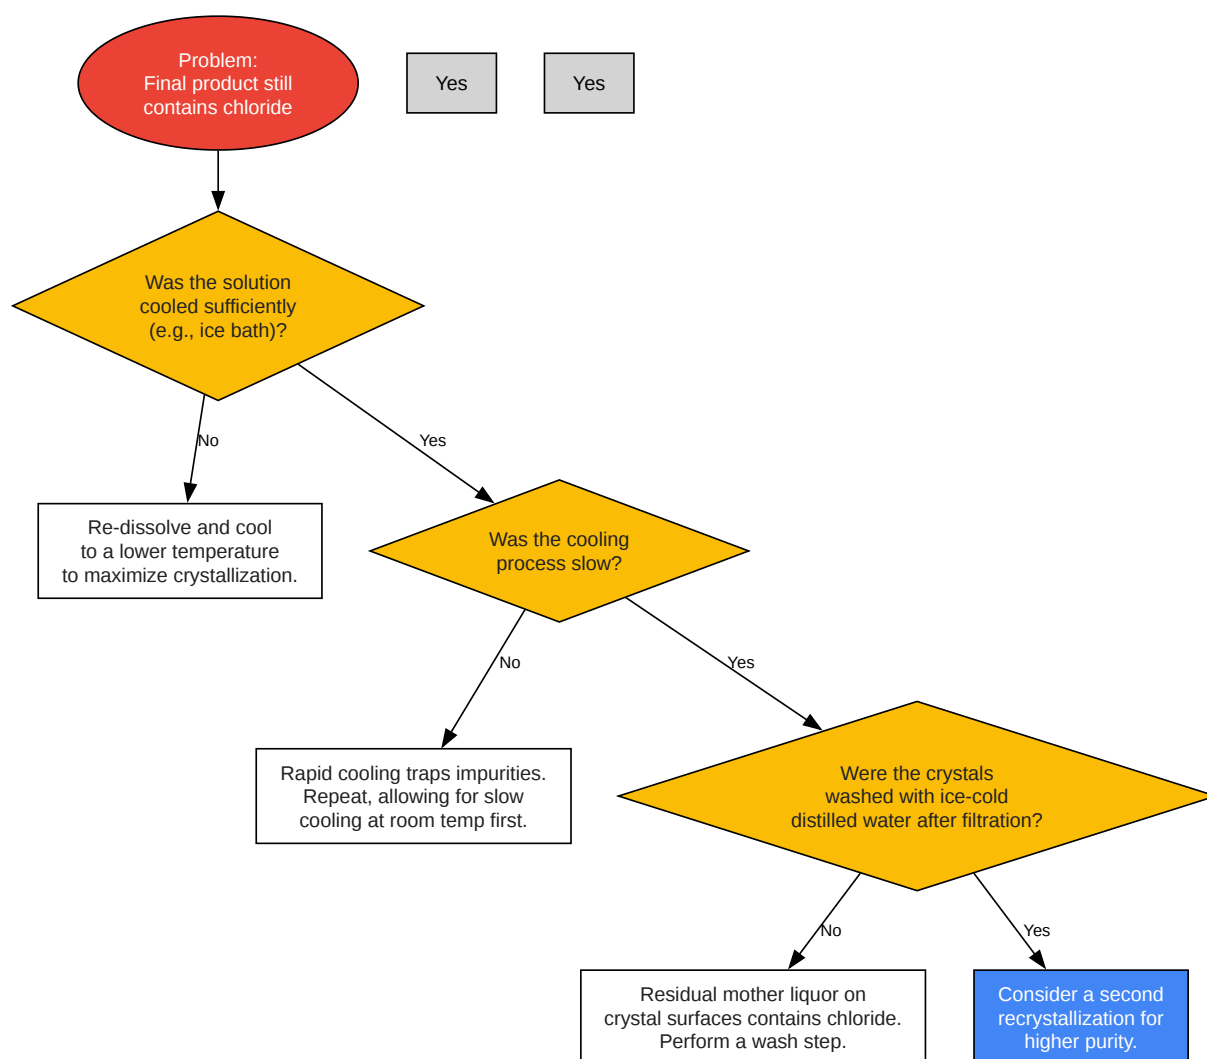 Problem:
Final product still
contains chloride
Yes
Yes
Was the solution
cooled sufficiently
(e.g., ice bath)?
No
Yes
Re-dissolve and cool
to a lower temperature
to maximize crystallization.
Was the cooling
process slow?
No
Yes
Rapid cooling traps impurities.
Repeat, allowing for slow
cooling at room temp first.
Were the crystals
washed with ice-cold
distilled water after filtration?
No
Yes
Residual mother liquor on
crystal surfaces contains chloride.
Perform a wash step.
Consider a second
recrystallization for
higher purity.